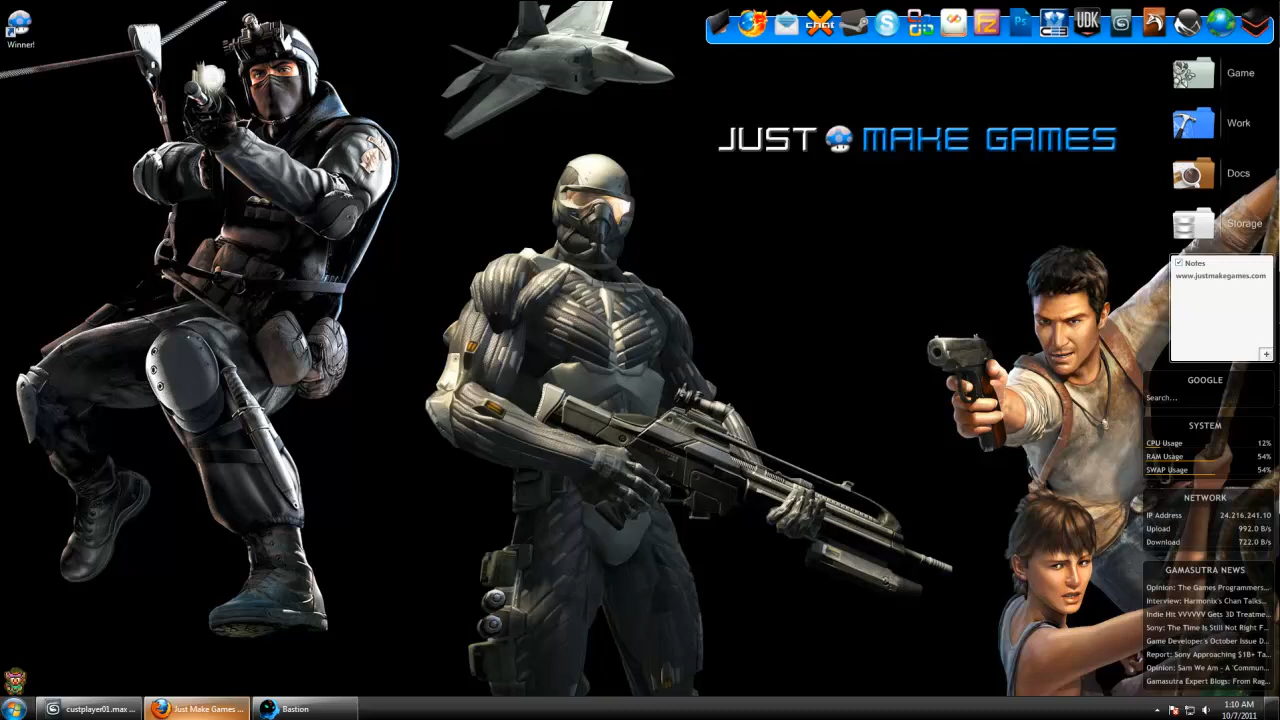 Winner!
chat
Ps
UDK
Game
JUST MAKE GAMES
Work
Docs
Storage
Notes
www.justmakegames.com
+
GOOGLE
Search...
SYSTEM
CPU Usage 12%
RAM Usage 54%
SWAP Usage 54%
NETWORK
IP Address 24.216.241.10
Upload 992.0 B/s
Download 722.0 B/s
GAMASUTRA NEWS
Opinion: The Games Programmers...
Interview: Harmonix's Chan Talks...
Indie Hit VVVVVV Gets 3D Treatme...
Sony: The Time Is Still Not Right F...
Game Developer's October Issue D...
Report: Sony Approaching $1B+ Ta...
Opinion: Sam We Am - A 'Commun...
Gamasutra Expert Blogs: From Rag...
custplayer01.max ...
Just Make Games ...
Bastion
1:10 AM
10/7/2011